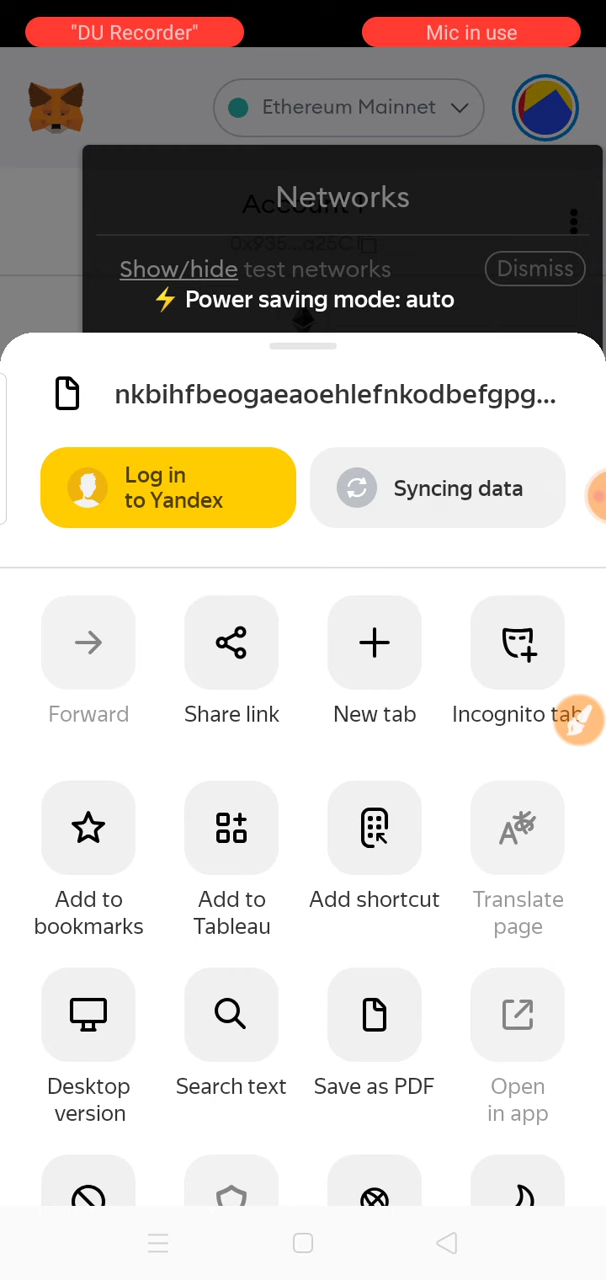 "DU Recorder" Mic in use
Ethereum Mainnet
Networks
Account 1
Show/hide test networks Dismiss
⚡ Power saving mode: auto
nkbihfbeogaeaoehlefnkodbefgpg...
Log in
to Yandex
Syncing data
Forward Share link New tab Incognito tab
Add to
bookmarks
Add to
Tableau
Add shortcut
Translate
page
Desktop
version
Search text
Save as PDF
Open
in app